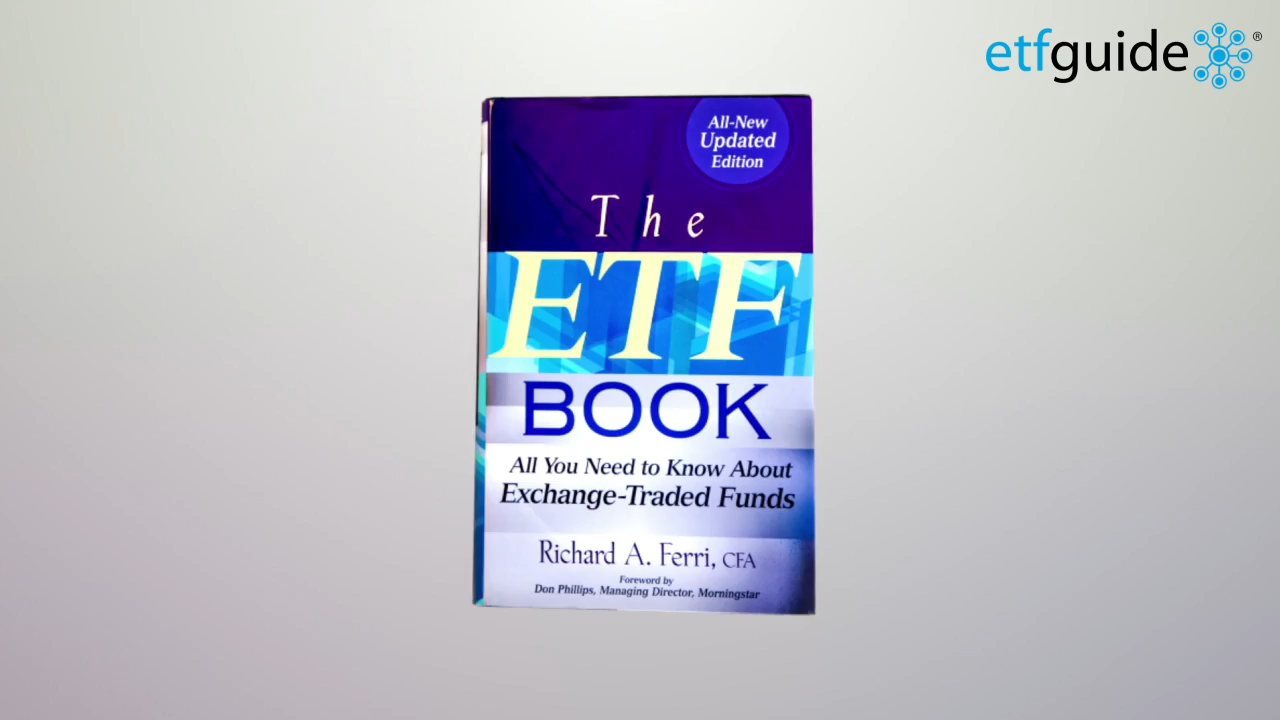 etfguide®
All-New
Updated
Edition
The
ETF
BOOK
All You Need to Know About
Exchange-Traded Funds
Richard A. Ferri, CFA
Foreword by
Don Phillips, Managing Director, Morningstar